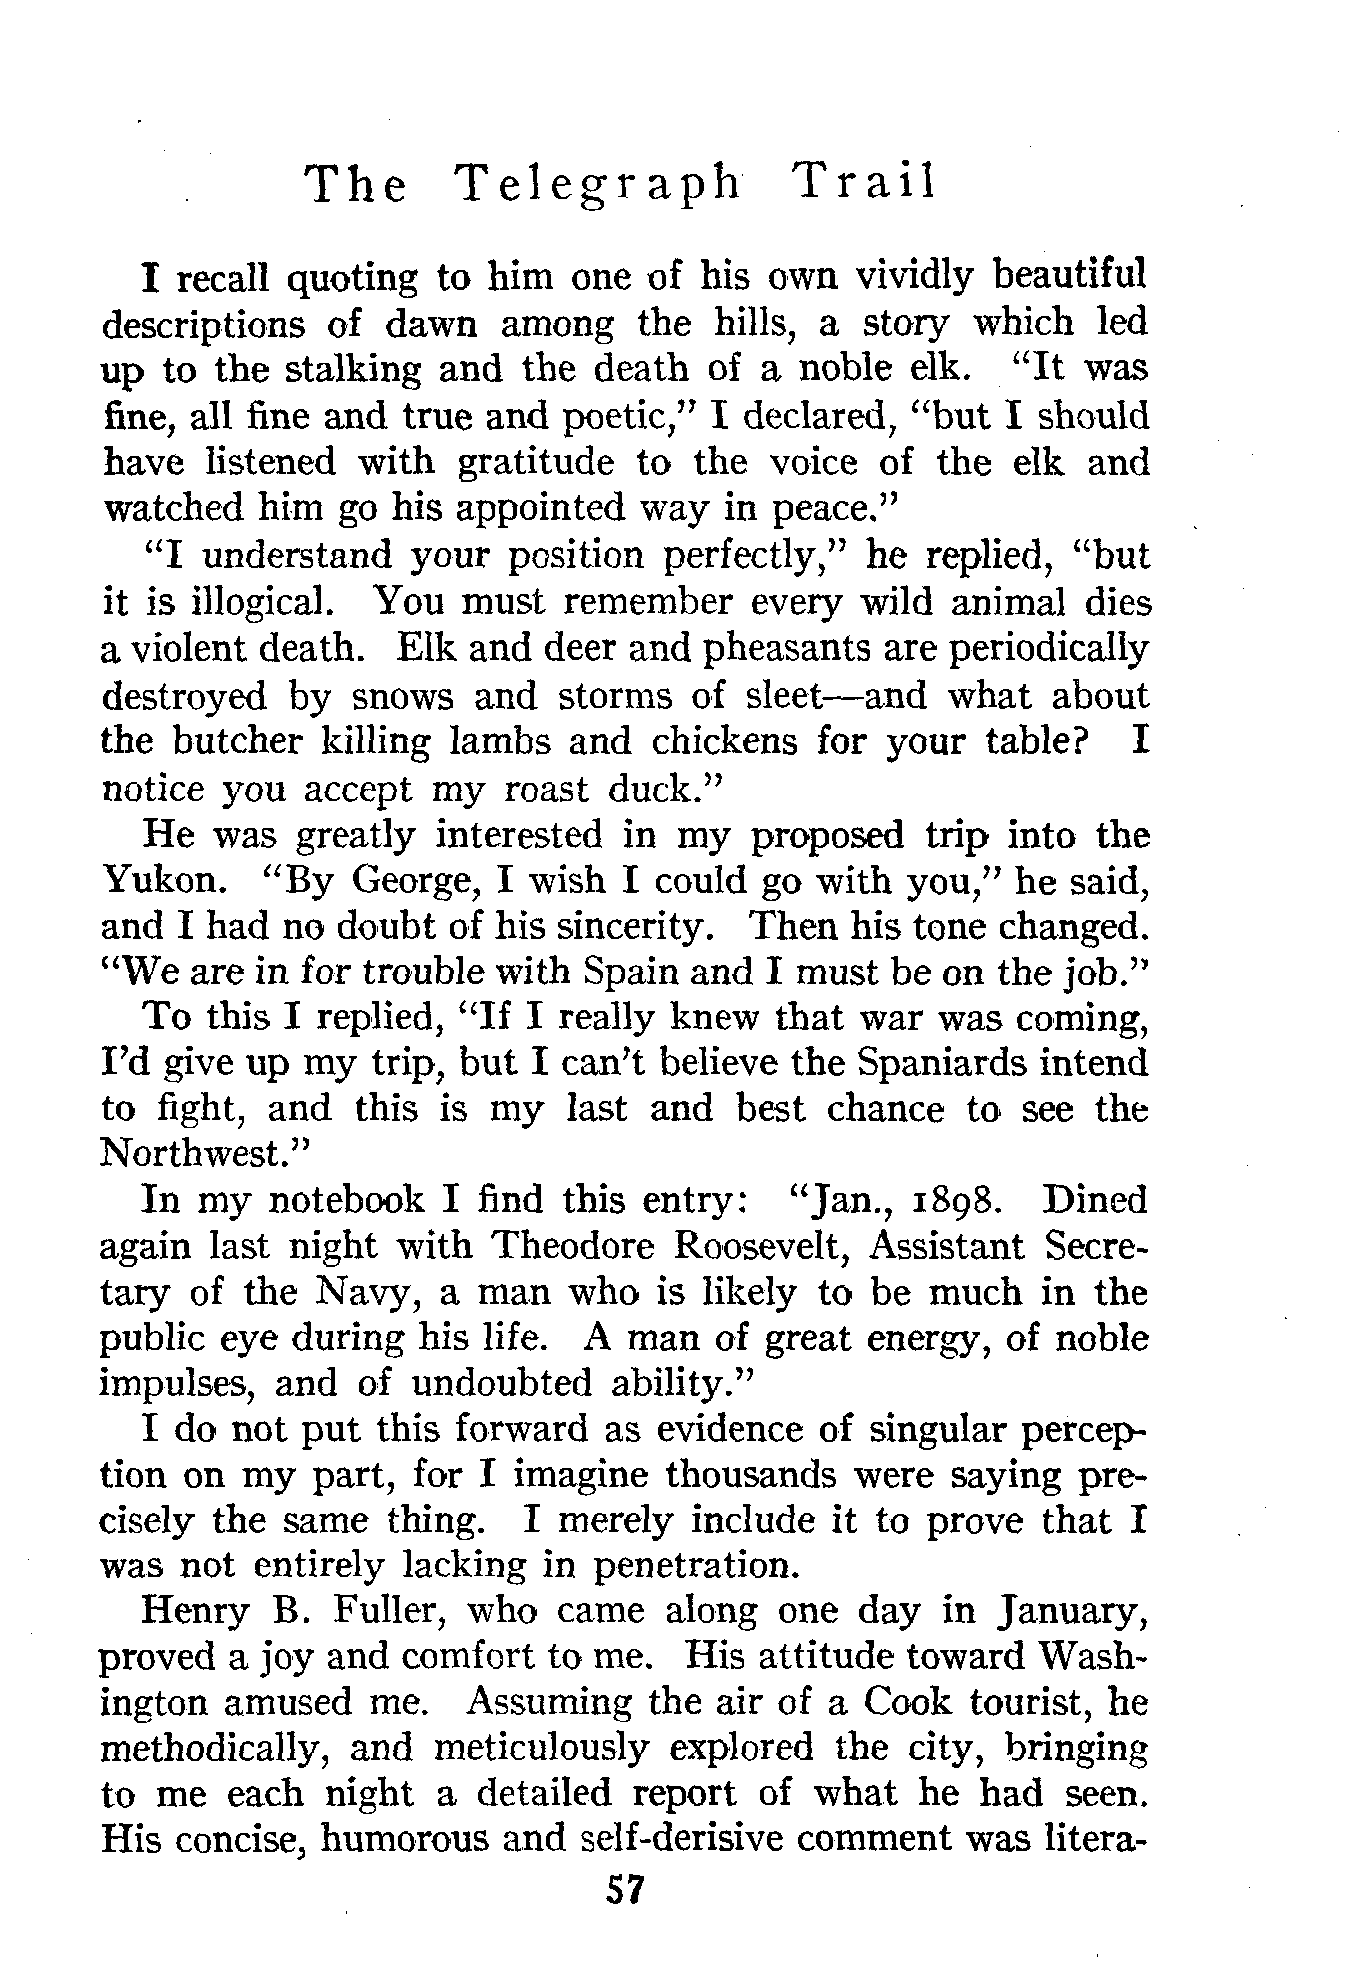 The Telegraph Trail
I recall quoting to him one of his own vividly beautiful
descriptions of dawn among the hills, a story which led
up to the stalking and the death of a noble elk. “It was
fine, all fine and true and poetic,” I declared, “but I should
have listened with gratitude to the voice of the elk and
watched him go his appointed way in peace.”
“I understand your position perfectly,” he replied, “but
it is illogical. You must remember every wild animal dies
a violent death. Elk and deer and pheasants are periodically
destroyed by snows and storms of sleet—and what about
the butcher killing lambs and chickens for your table? I
notice you accept my roast duck.”
He was greatly interested in my proposed trip into the
Yukon. “By George, I wish I could go with you,” he said,
and I had no doubt of his sincerity. Then his tone changed.
“We are in for trouble with Spain and I must be on the job.”
To this I replied, “If I really knew that war was coming,
I’d give up my trip, but I can’t believe the Spaniards intend
to fight, and this is my last and best chance to see the
Northwest.”
In my notebook I find this entry: “Jan., 1898. Dined
again last night with Theodore Roosevelt, Assistant Secre-
tary of the Navy, a man who is likely to be much in the
public eye during his life. A man of great energy, of noble
impulses, and of undoubted ability.”
I do not put this forward as evidence of singular percep-
tion on my part, for I imagine thousands were saying pre-
cisely the same thing. I merely include it to prove that I
was not entirely lacking in penetration.
Henry B. Fuller, who came along one day in January,
proved a joy and comfort to me. His attitude toward Wash-
ington amused me. Assuming the air of a Cook tourist, he
methodically, and meticulously explored the city, bringing
to me each night a detailed report of what he had seen.
His concise, humorous and self-derisive comment was litera-
57